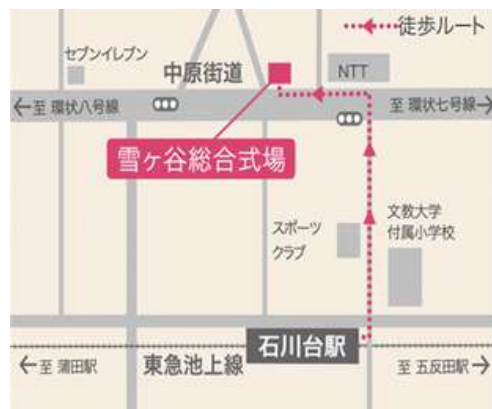 徒歩ルート
セブンイレブン
中原街道
NTT
←至 環状八号線
至 環状七号線→
雪ヶ谷総合式場
スポーツ
クラブ
文教大学
付属小学校
石川台駅
←至 蒲田駅
東急池上線
至 五反田駅→